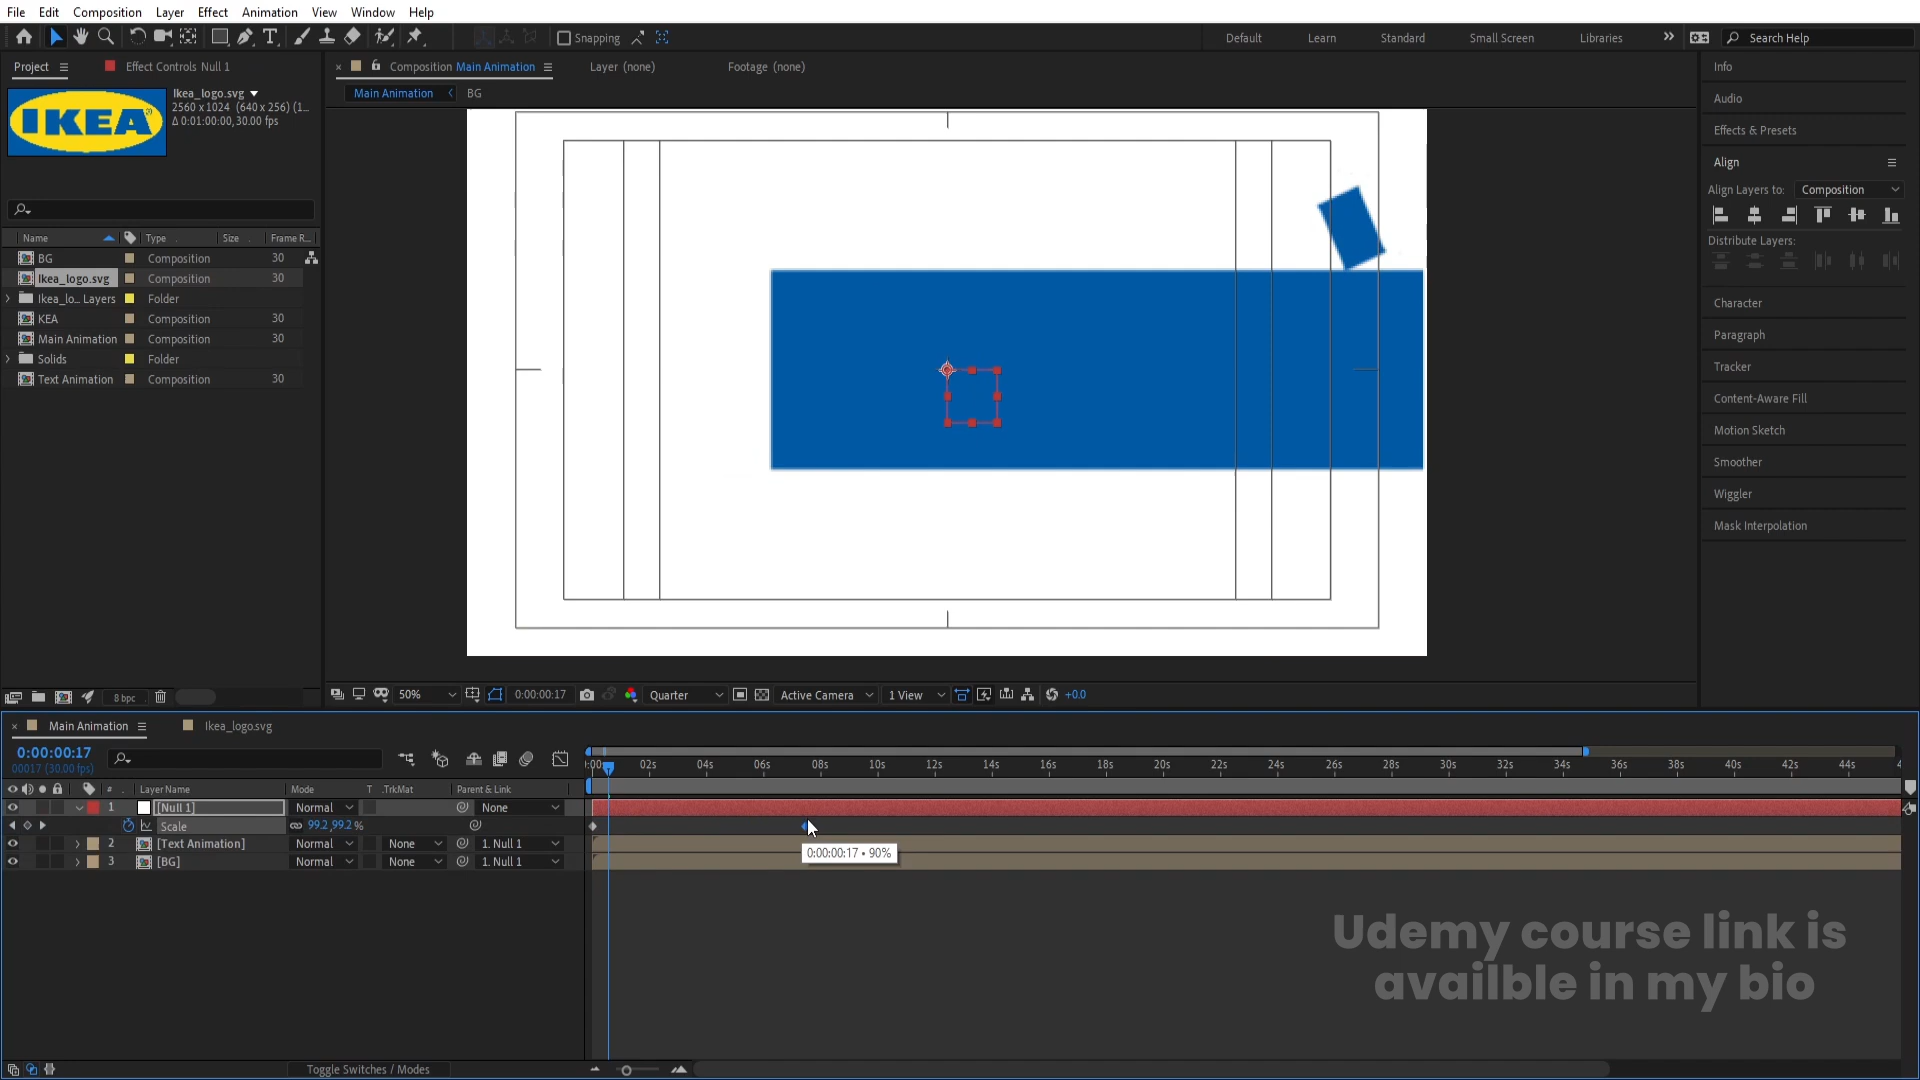 File Edit Composition Layer Effect Animation View Window Help
Snapping Default Learn Standard Small Screen Libraries Search Help
Project Effect Controls Null 1 Composition Main Animation Layer (none) Footage (none)
Info
Main Animation BG
Ikea_logo.svg
2560 x 1024 (640 x 256) (1...
Δ 0:01:00:00, 30.00 fps
IKEA
Audio
Effects & Presets
Align
Align Layers to: Composition
Distribute Layers:
Name Type Size Frame R...
BG Composition 30
Ikea_logo.svg Composition 30
Ikea_lo... Layers Folder
KEA Composition 30
Main Animation Composition 30
Solids Folder
Text Animation Composition 30
Character
Paragraph
Tracker
Content-Aware Fill
Motion Sketch
Smoother
Wiggler
Mask Interpolation
8 bpc 50% 0:00:00:17 Quarter Active Camera 1 View +0.0
Main Animation Ikea_logo.svg
0:00:00:17
00017 (30.00 fps)
:00s 02s 04s 06s 08s 10s 12s 14s 16s 18s 20s 22s 24s 26s 28s 30s 32s 34s 36s 38s 40s 42s 44s 4
# Layer Name Mode T .TrkMat Parent & Link
1 [Null 1] Normal None
Scale 99.2,99.2 %
2 [Text Animation] Normal None 1. Null 1
3 [BG] Normal None 1. Null 1
0:00:00:17 • 90%
Udemy course link is
availble in my bio
Toggle Switches / Modes